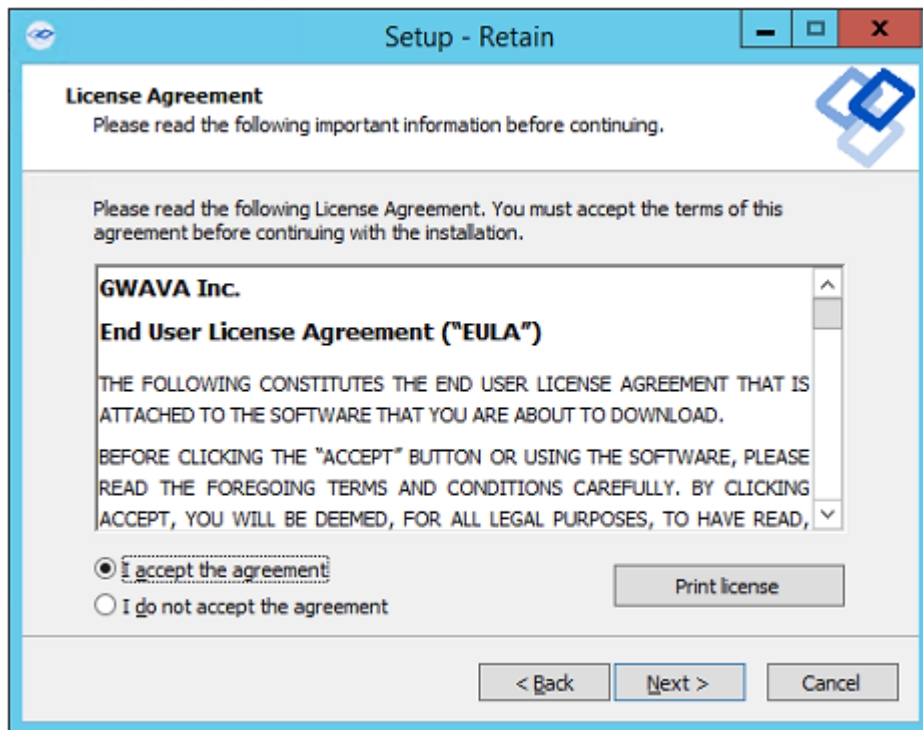 Setup - Retain
License Agreement
Please read the following important information before continuing.
Please read the following License Agreement. You must accept the terms of this
agreement before continuing with the installation.
GWAVA Inc.
End User License Agreement (“EULA”)
THE FOLLOWING CONSTITUTES THE END USER LICENSE AGREEMENT THAT IS
ATTACHED TO THE SOFTWARE THAT YOU ARE ABOUT TO DOWNLOAD.
BEFORE CLICKING THE “ACCEPT” BUTTON OR USING THE SOFTWARE, PLEASE
READ THE FOREGOING TERMS AND CONDITIONS CAREFULLY. BY CLICKING
ACCEPT, YOU WILL BE DEEMED, FOR ALL LEGAL PURPOSES, TO HAVE READ,
I accept the agreement
Print license
I do not accept the agreement
< Back
Next >
Cancel